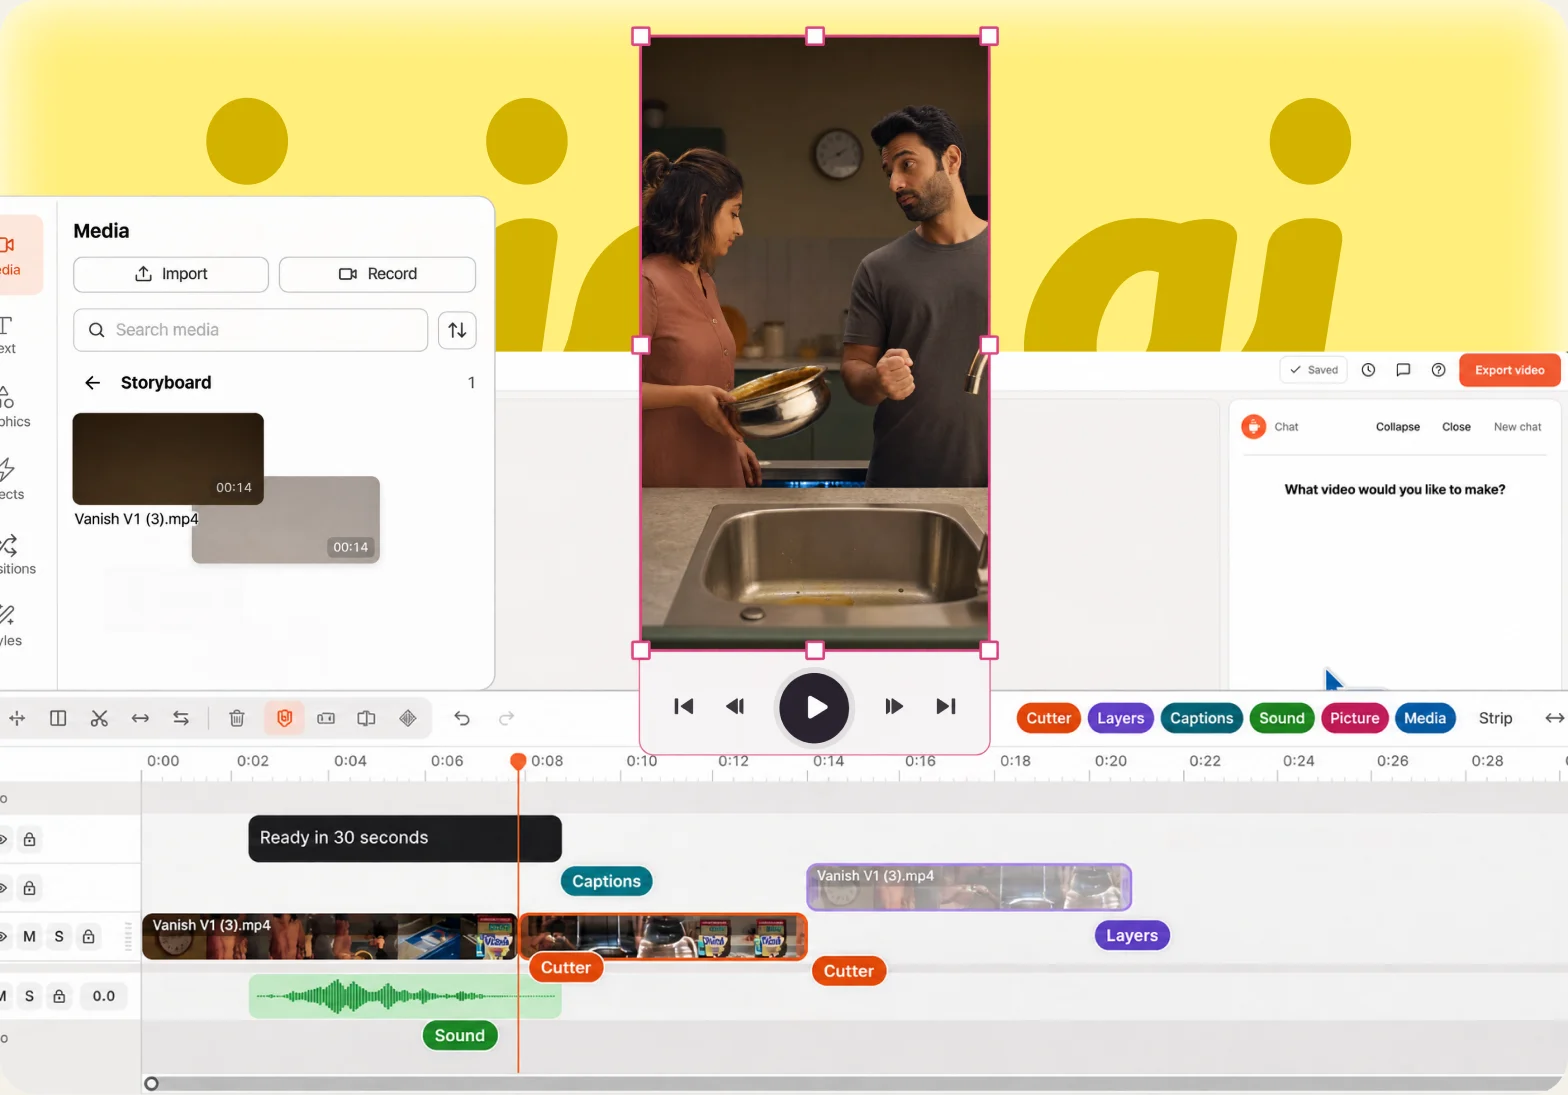 Media
Import
Record
Search media
Storyboard
1
00:14
Vanish V1 (3).mp4
00:14
dia
ext
phics
ects
sitions
yles
Saved
Export video
Chat
Collapse
Close
New chat
What video would you like to make?
Cutter
Layers
Captions
Sound
Picture
Media
Strip
0:00
0:02
0:04
0:06
0:08
0:10
0:12
0:14
0:16
0:18
0:20
0:22
0:24
0:26
0:28
o
Ready in 30 seconds
Captions
Vanish V1 (3).mp4
Layers
M
S
Vanish V1 (3).mp4
Cutter
Cutter
M
S
0.0
Sound
o